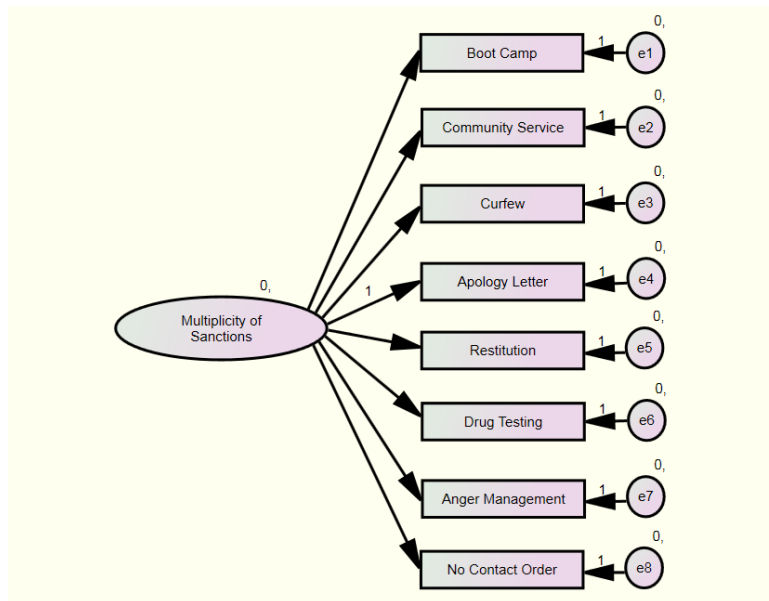 0,
Boot Camp
1
e1
0,
Community Service
1
e2
0,
Curfew
1
e3
0,
Apology Letter
1
e4
0,
1
Multiplicity of
Sanctions
0,
Restitution
1
e5
0,
Drug Testing
1
e6
0,
Anger Management
1
e7
0,
No Contact Order
1
e8